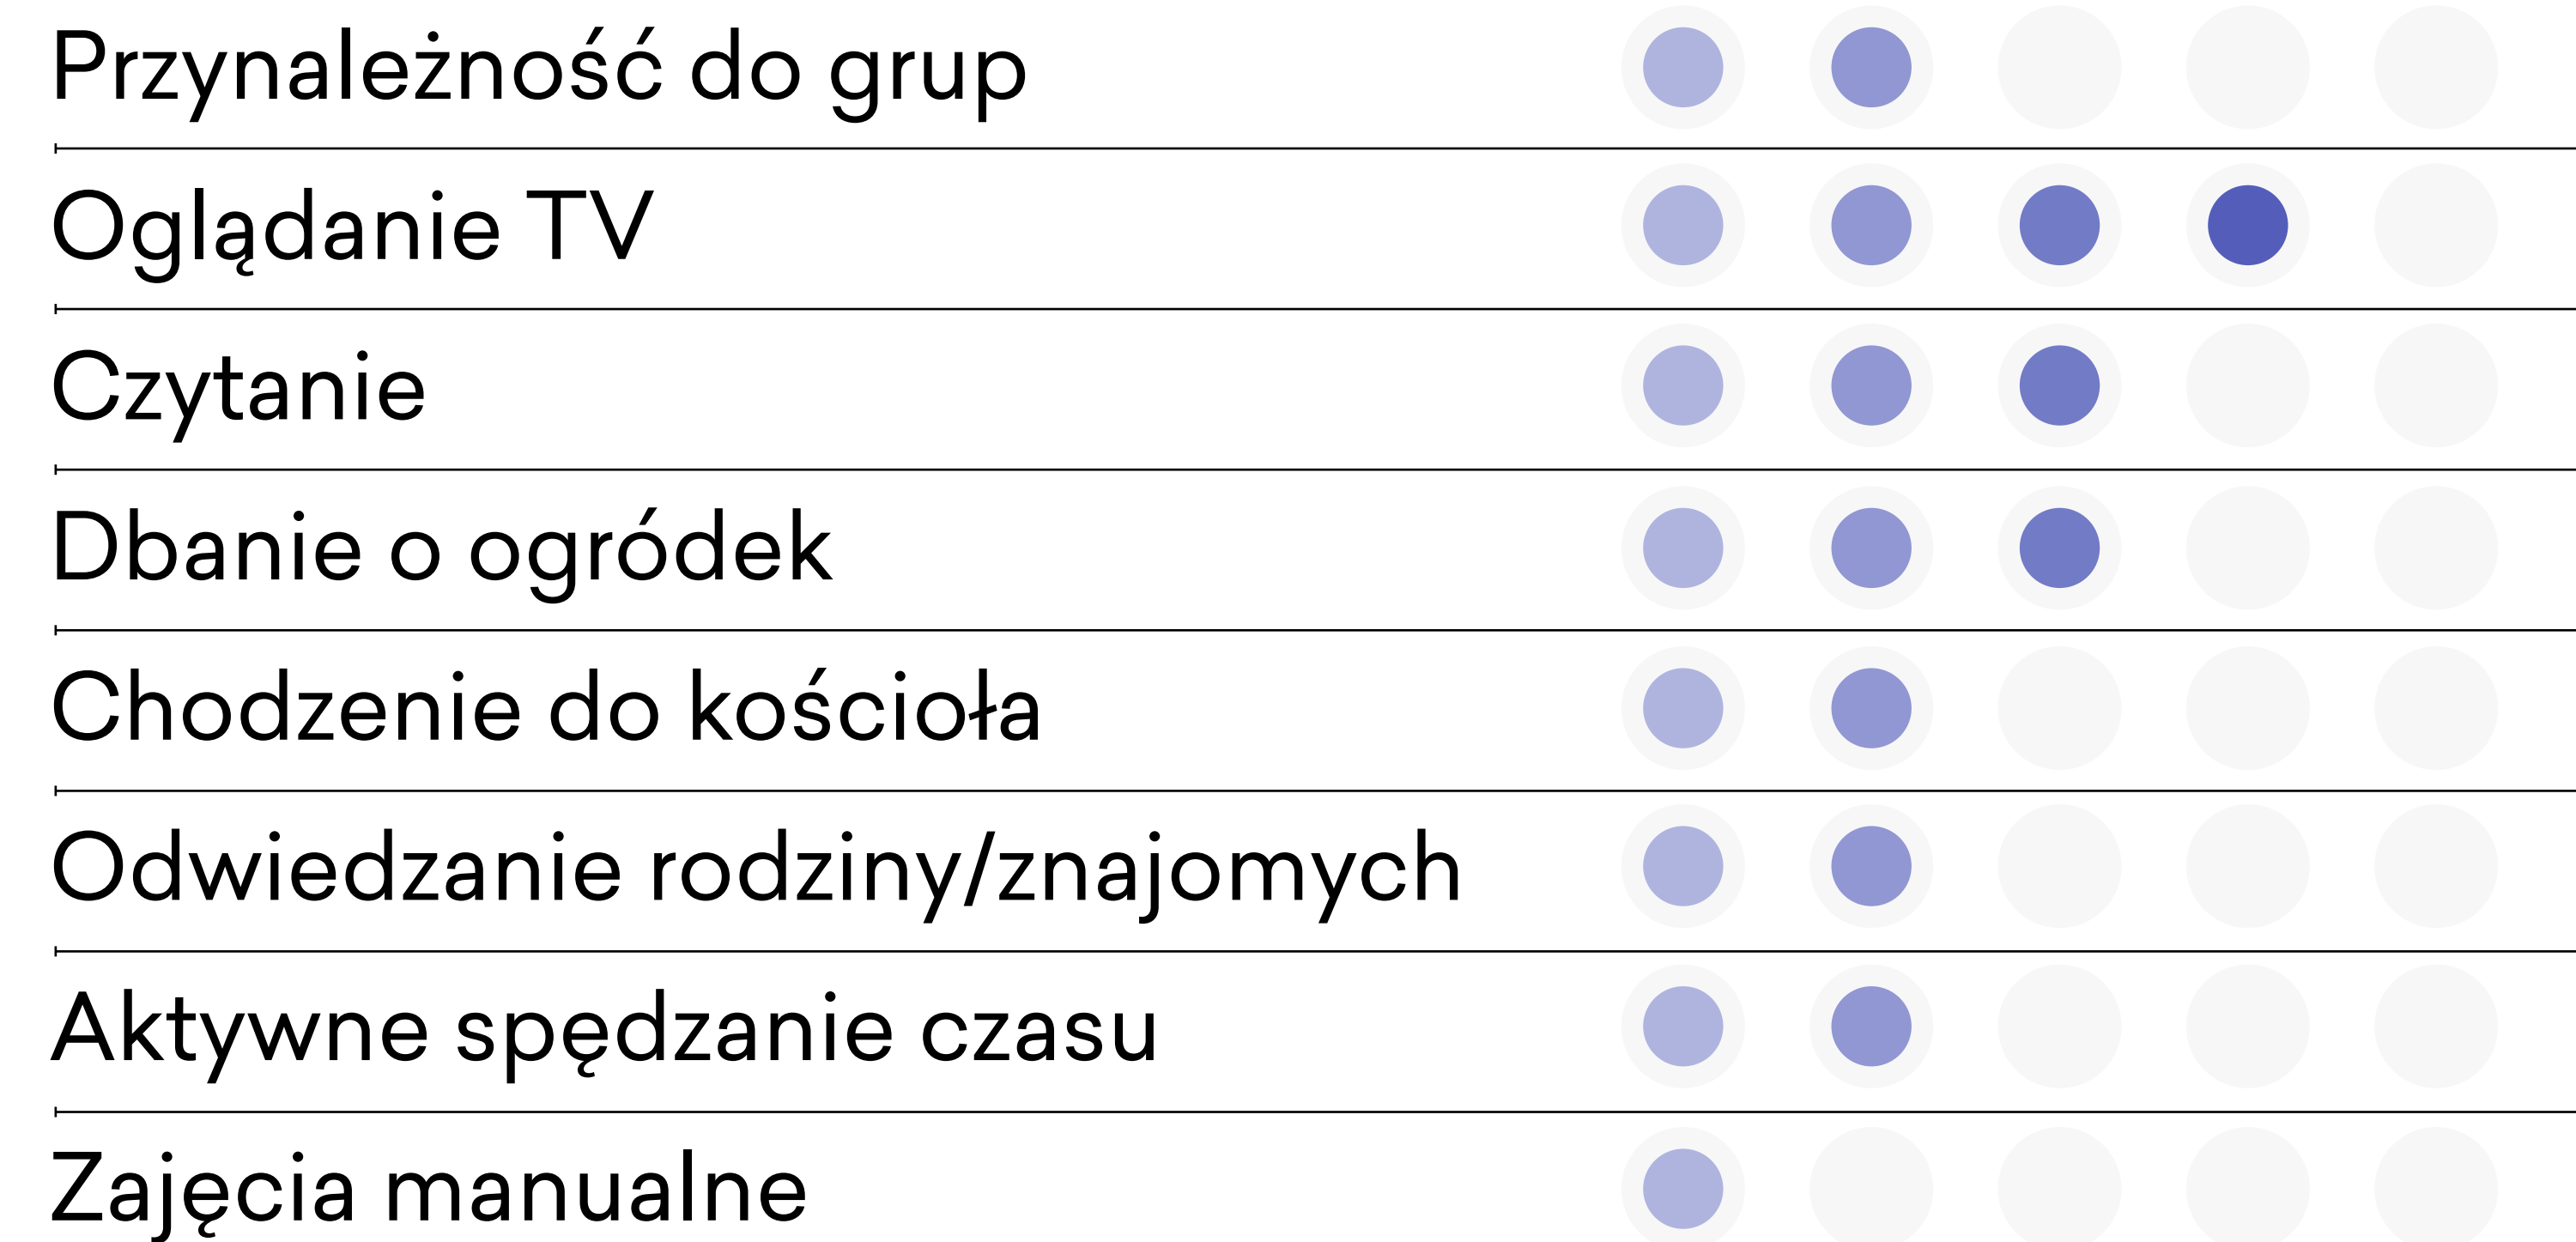 Przynależność do grup
Oglądanie TV
Czytanie
Dbanie o ogródek
Chodzenie do kościoła
Odwiedzanie rodziny/znajomych
Aktywne spędzanie czasu
Zajęcia manualne